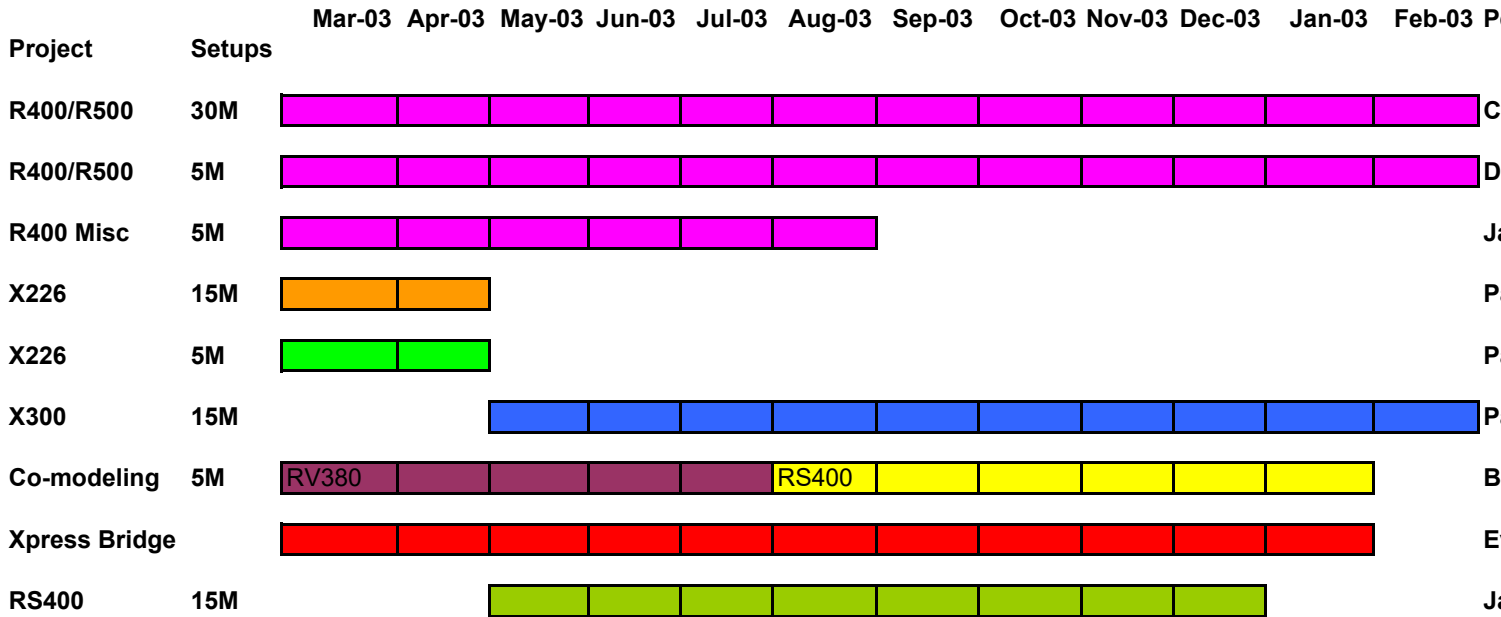 Mar-03 Apr-03 May-03 Jun-03 Jul-03 Aug-03 Sep-03 Oct-03 Nov-03 Dec-03 Jan-03 Feb-03
Project Setups
R400/R500 30M
R400/R500 5M
R400 Misc 5M
X226 15M
X226 5M
X300 15M
Co-modeling 5M RV380 RS400
Xpress Bridge
RS400 15M